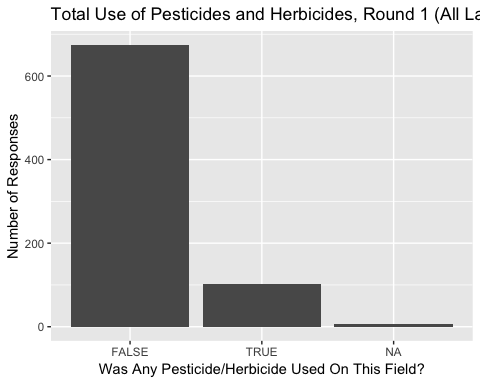 Total Use of Pesticides and Herbicides, Round 1 (All La
Number of Responses
600
400
200
0
FALSE TRUE NA
Was Any Pesticide/Herbicide Used On This Field?